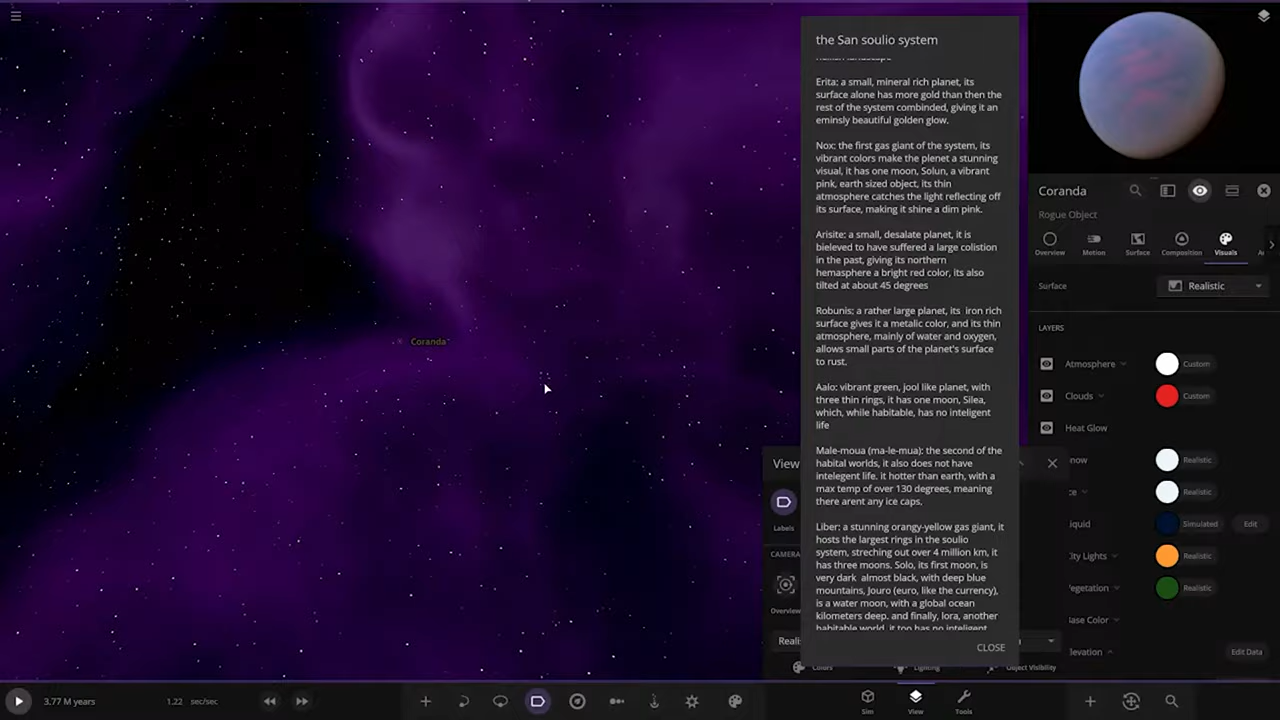 the San soulio system
Erita: a small, mineral rich planet, its
surface alone has more gold than then the
rest of the system combinded, giving it an
eminsly beautiful golden glow.
Nox: the first gas giant of the system, its
vibrant colors make the plenet a stunning
visual, it has one moon, Solun, a vibrant
pink, earth sized object, its thin
atmosphere catches the light reflecting off
its surface, making it shine a dim pink.
Arisite: a small, desalate planet, it is
bieleved to have suffered a large colistion
in the past, giving its northern
hemasphere a bright red color, its also
tilted at about 45 degrees
Robunis; a rather large planet, its iron rich
surface gives it a metalic color, and its thin
atmosphere, mainly of water and oxygen,
allows small parts of the planet's surface
to rust.
Aalo: vibrant green, jool like planet, with
three thin rings, it has one moon, Silea,
which, while habitable, has no inteligent
life
Male-moua (ma-le-mua): the second of the
habital worlds, it also does not have
intelegent life. it hotter than earth, with a
max temp of over 130 degrees, meaning
there arent any ice caps,
Liber: a stunning orangy-yellow gas giant, it
hosts the largest rings in the soulio
system, streching out over 4 million km, it
has three moons. Solo, its first moon, is
very dark almost black, with deep blue
mountains, Jouro (euro, like the currency),
is a water moon, with a global ocean
kilometers deep. and finally, lora, another
habitable world, it too has no inteligent
CLOSE
Coranda
Coranda
Rogue Object
Overview
Motion
Surface
Composition
Visuals
Surface
Realistic
LAYERS
Atmosphere
Custom
Clouds
Custom
Heat Glow
now
Realistic
ce
Realistic
iquid
Simulated
Edit
City Lights
Realistic
Vegetation
Realistic
Base Color
Elevation
Edit Data
View
Labels
CAMERA
Overview
Reali
Colors
Lighting
Object Visibility
3.77 M years
1.22 sec/sec
Sim
View
Tools